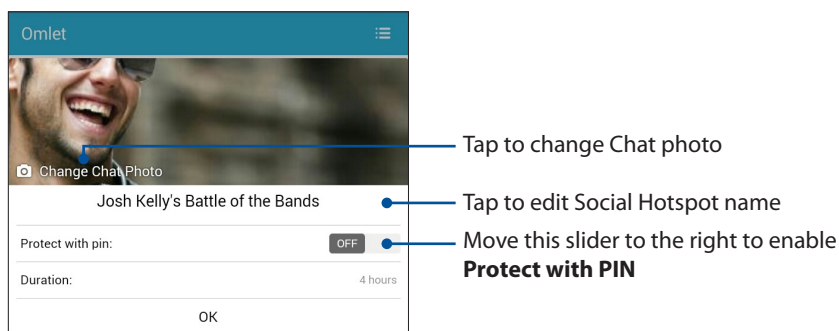 Omlet
Change Chat Photo
Tap to change Chat photo
Josh Kelly's Battle of the Bands
Tap to edit Social Hotspot name
Protect with pin:
OFF
Move this slider to the right to enable
Protect with PIN
Duration:
4 hours
OK